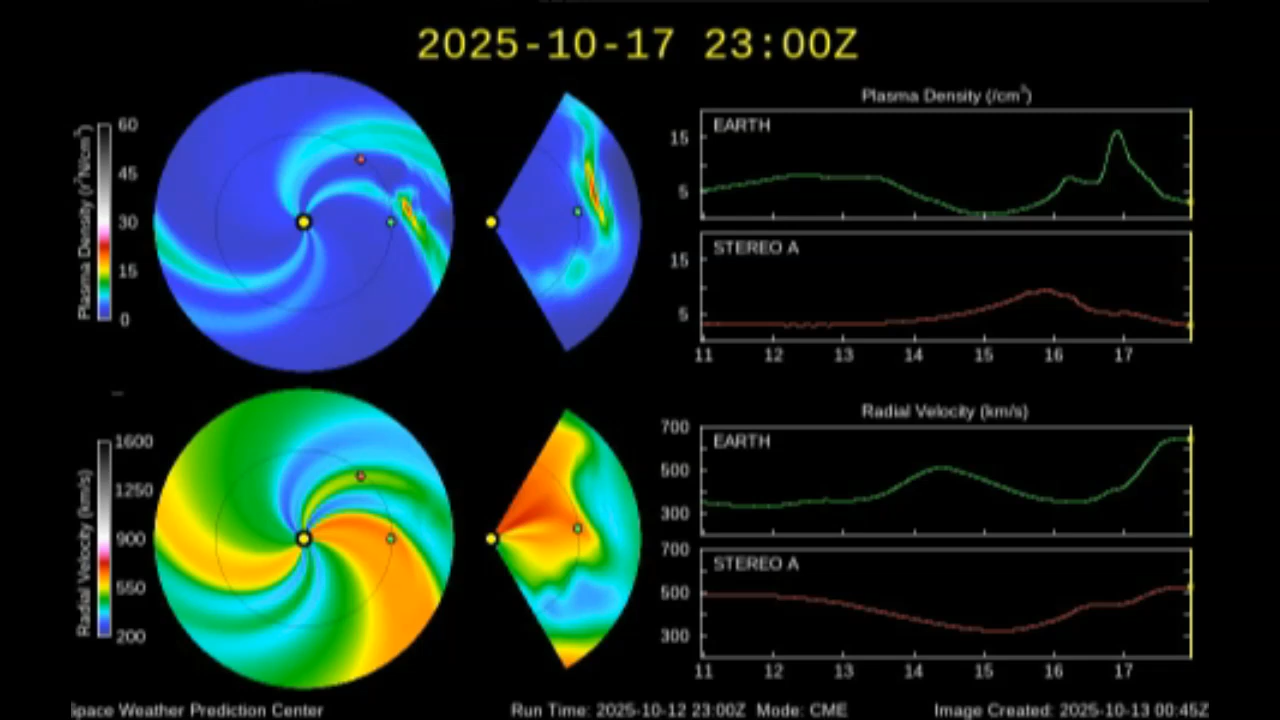 2025-10-17 23:00Z
Plasma Density (r²N/cm³)
60
45
30
15
0
Plasma Density (/cm³)
EARTH
15
5
STEREO A
15
5
11 12 13 14 15 16 17
Radial Velocity (km/s)
1600
1250
900
550
200
Radial Velocity (km/s)
700
EARTH
500
300
700
STEREO A
500
300
11 12 13 14 15 16 17
Space Weather Prediction Center Run Time: 2025-10-12 23:00Z Mode: CME Image Created: 2025-10-13 00:45Z